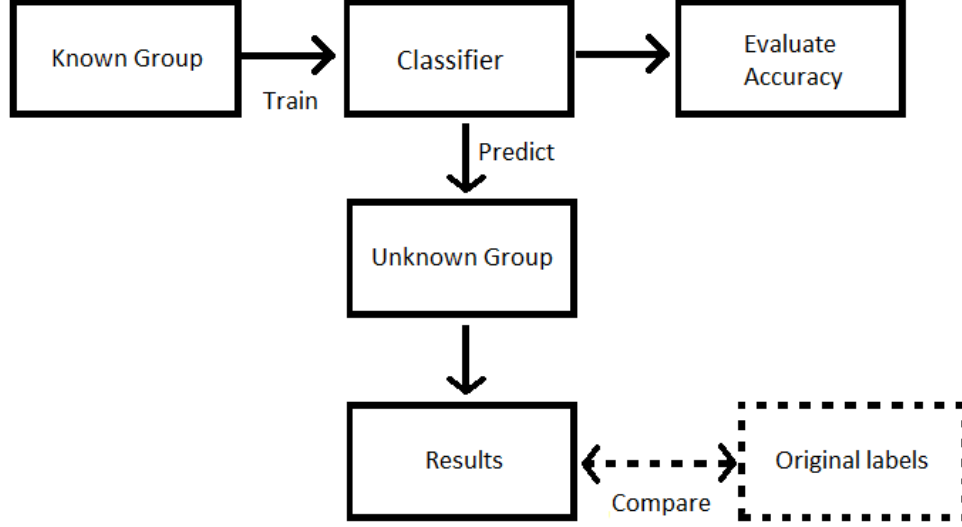 Known Group
Train
Classifier
Evaluate
Accuracy
Predict
Unknown Group
Results
Compare
Original labels